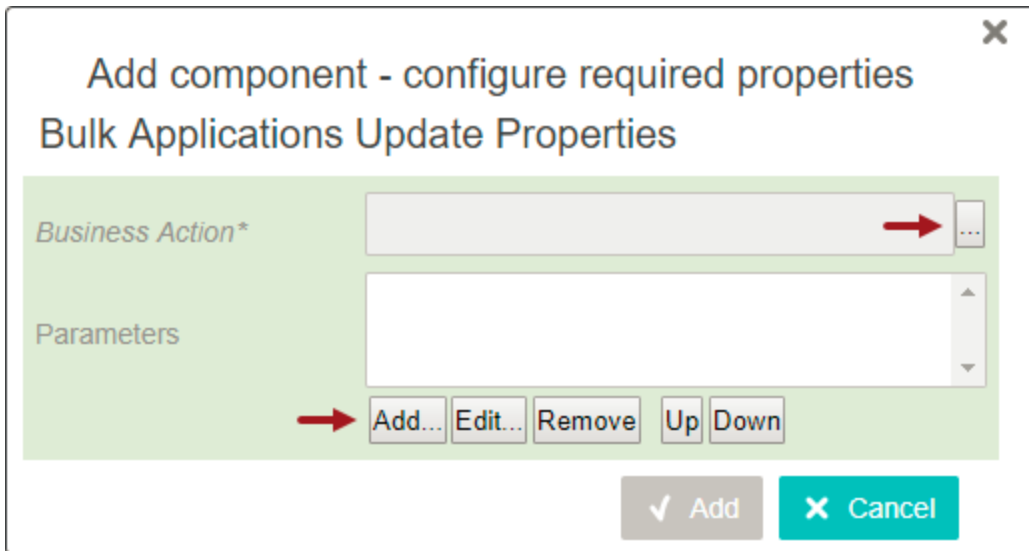 Add component - configure required properties
Bulk Applications Update Properties
Business Action*
...
Parameters
Add... Edit... Remove Up Down
Add Cancel